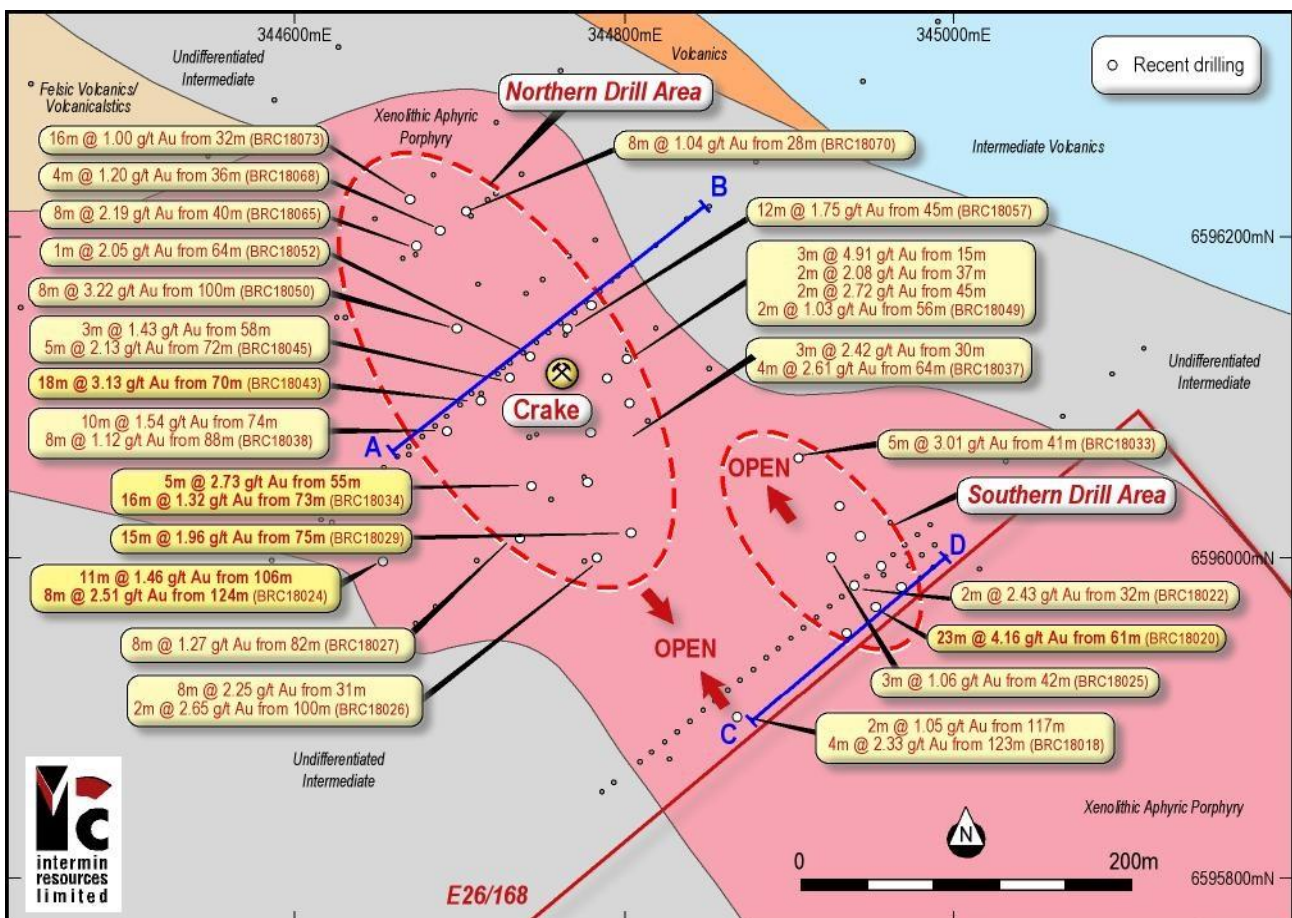 344600mE
344800mE
345000mE
Undifferentiated
Intermediate
Volcanics
Recent drilling
Felsic Volcanics/
Volcanicalstics
Northern Drill Area
Xenolithic Aphyric
Porphyry
Intermediate Volcanics
16m @ 1.00 g/t Au from 32m (BRC18073)
8m @ 1.04 g/t Au from 28m (BRC18070)
4m @ 1.20 g/t Au from 36m (BRC18068)
B
8m @ 2.19 g/t Au from 40m (BRC18065)
12m @ 1.75 g/t Au from 45m (BRC18057)
6596200mN
1m @ 2.05 g/t Au from 64m (BRC18052)
3m @ 4.91 g/t Au from 15m
2m @ 2.08 g/t Au from 37m
2m @ 2.72 g/t Au from 45m
2m @ 1.03 g/t Au from 56m (BRC18049)
8m @ 3.22 g/t Au from 100m (BRC18050)
3m @ 1.43 g/t Au from 58m
5m @ 2.13 g/t Au from 72m (BRC18045)
3m @ 2.42 g/t Au from 30m
4m @ 2.61 g/t Au from 64m (BRC18037)
Undifferentiated
Intermediate
18m @ 3.13 g/t Au from 70m (BRC18043)
Crake
10m @ 1.54 g/t Au from 74m
8m @ 1.12 g/t Au from 88m (BRC18038)
A
5m @ 3.01 g/t Au from 41m (BRC18033)
OPEN
5m @ 2.73 g/t Au from 55m
16m @ 1.32 g/t Au from 73m (BRC18034)
Southern Drill Area
15m @ 1.96 g/t Au from 75m (BRC18029)
D
6596000mN
11m @ 1.46 g/t Au from 106m
8m @ 2.51 g/t Au from 124m (BRC18024)
2m @ 2.43 g/t Au from 32m (BRC18022)
23m @ 4.16 g/t Au from 61m (BRC18020)
8m @ 1.27 g/t Au from 82m (BRC18027)
OPEN
3m @ 1.06 g/t Au from 42m (BRC18025)
8m @ 2.25 g/t Au from 31m
2m @ 2.65 g/t Au from 100m (BRC18026)
C
2m @ 1.05 g/t Au from 117m
4m @ 2.33 g/t Au from 123m (BRC18018)
Undifferentiated
Intermediate
Xenolithic Aphyric Porphyry
N
0
200m
intermin
resources
limited
E26/168
6595800mN